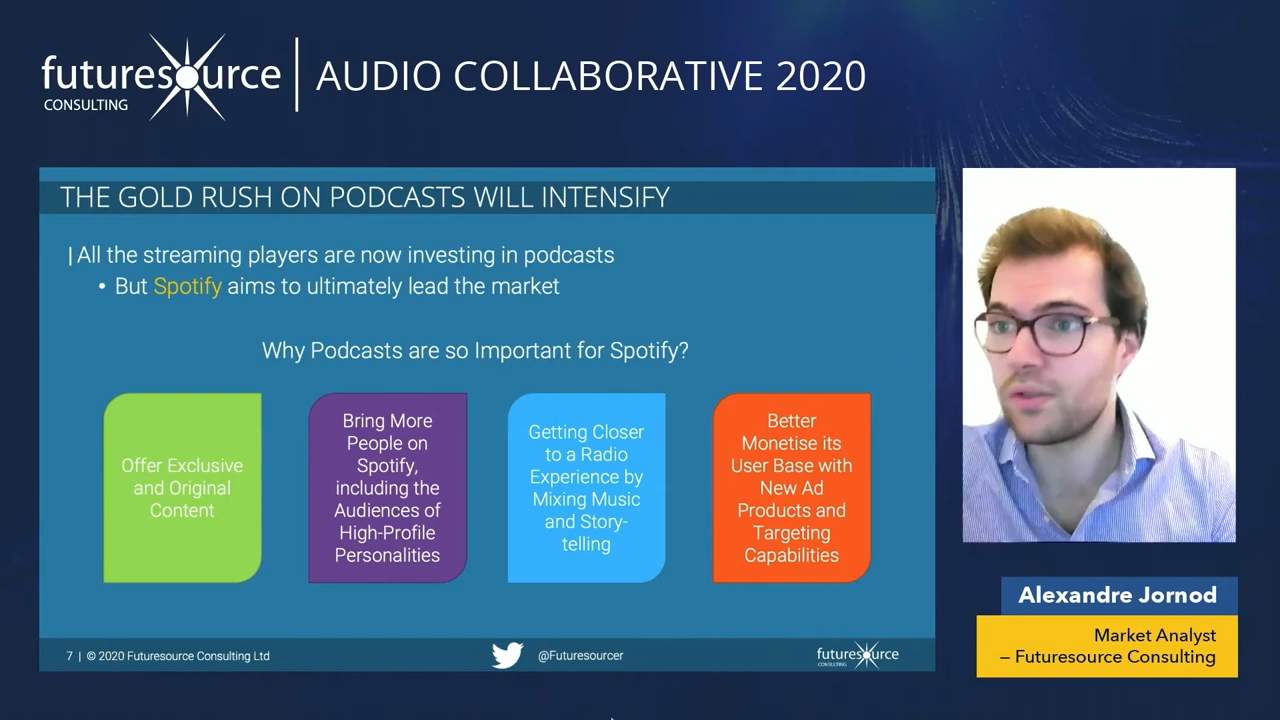 futuresource
CONSULTING
AUDIO COLLABORATIVE 2020
THE GOLD RUSH ON PODCASTS WILL INTENSIFY
| All the streaming players are now investing in podcasts
• But Spotify aims to ultimately lead the market
Why Podcasts are so Important for Spotify?
Offer Exclusive
and Original
Content
Bring More
People on
Spotify,
including the
Audiences of
High-Profile
Personalities
Getting Closer
to a Radio
Experience by
Mixing Music
and Story-
telling
Better
Monetise its
User Base with
New Ad
Products and
Targeting
Capabilities
7 | © 2020 Futuresource Consulting Ltd
@Futuresourcer
futuresource
CONSULTING
Alexandre Jornod
Market Analyst
– Futuresource Consulting